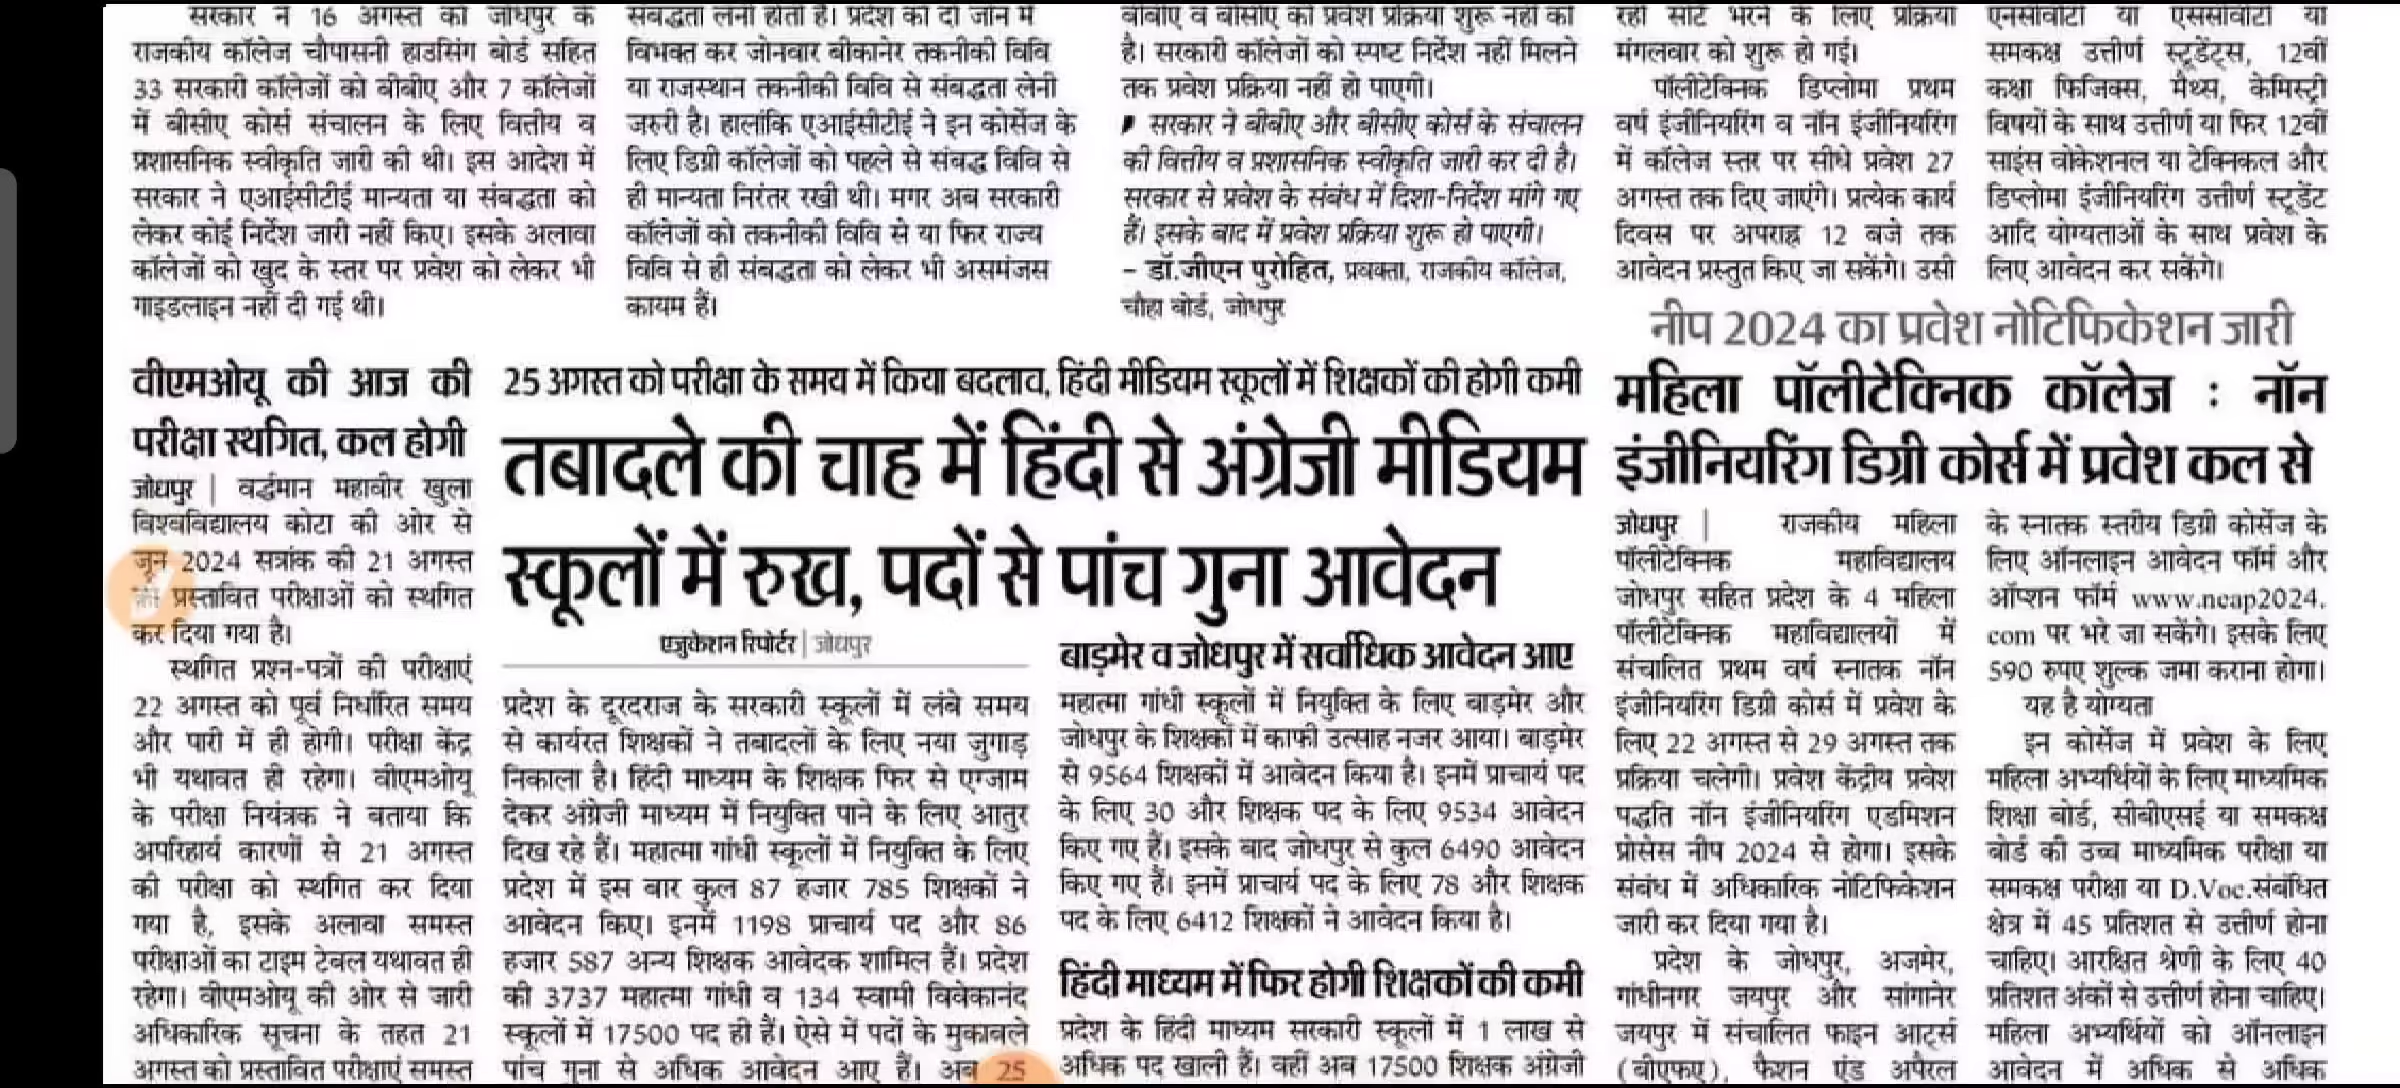 सरकार ने 16 अगस्त को जोधपुर के
राजकीय कॉलेज चौपासनी हाउसिंग बोर्ड सहित
33 सरकारी कॉलेजों को बीबीए और 7 कॉलेजों
में बीसीए कोर्स संचालन के लिए वित्तीय व
प्रशासनिक स्वीकृति जारी की थी। इस आदेश में
सरकार ने एआईसीटीई मान्यता या संबद्धता को
लेकर कोई निर्देश जारी नहीं किए। इसके अलावा
कॉलेजों को खुद के स्तर पर प्रवेश को लेकर भी
गाइडलाइन नहीं दी गई थी।
संबद्धता लेनी होती है। प्रदेश को दो जोन में
विभक्त कर जोनवार बीकानेर तकनीकी विवि
या राजस्थान तकनीकी विवि से संबद्धता लेनी
जरुरी है। हालांकि एआईसीटीई ने इन कोर्सेज के
लिए डिग्री कॉलेजों को पहले से संबद्ध विवि से
ही मान्यता निरंतर रखी थी। मगर अब सरकारी
कॉलेजों को तकनीकी विवि से या फिर राज्य
विवि से ही संबद्धता को लेकर भी असमंजस
कायम हैं।
बीबीए व बीसीए की प्रवेश प्रक्रिया शुरू नहीं की
है। सरकारी कॉलेजों को स्पष्ट निर्देश नहीं मिलने
तक प्रवेश प्रक्रिया नहीं हो पाएगी।
सरकार ने बीबीए और बीसीए कोर्स के संचालन
की वित्तीय व प्रशासनिक स्वीकृति जारी कर दी है।
सरकार से प्रवेश के संबंध में दिशा-निर्देश मांगे गए
हैं। इसके बाद में प्रवेश प्रक्रिया शुरू हो पाएगी।
– डॉ.जीएन पुरोहित, प्रवक्ता, राजकीय कॉलेज,
चौहा बोर्ड, जोधपुर
रही सीटें भरने के लिए प्रक्रिया
मंगलवार को शुरू हो गई।
पॉलीटेक्निक डिप्लोमा प्रथम
वर्ष इंजीनियरिंग व नॉन इंजीनियरिंग
में कॉलेज स्तर पर सीधे प्रवेश 27
अगस्त तक दिए जाएंगे। प्रत्येक कार्य
दिवस पर अपराह्न 12 बजे तक
आवेदन प्रस्तुत किए जा सकेंगे। उसी
एनसीवीटी या एससीवीटी या
समकक्ष उत्तीर्ण स्टूडेंट्स, 12वीं
कक्षा फिजिक्स, मैथ्स, केमिस्ट्री
विषयों के साथ उत्तीर्ण या फिर 12वीं
साइंस वोकेशनल या टेक्निकल और
डिप्लोमा इंजीनियरिंग उत्तीर्ण स्टूडेंट
आदि योग्यताओं के साथ प्रवेश के
लिए आवेदन कर सकेंगे।
वीएमओयू की आज की
परीक्षा स्थगित, कल होगी
जोधपुर | वर्द्धमान महावीर खुला
विश्वविद्यालय कोटा की ओर से
जून 2024 सत्रांक की 21 अगस्त
की प्रस्तावित परीक्षाओं को स्थगित
कर दिया गया है।
स्थगित प्रश्न-पत्रों की परीक्षाएं
22 अगस्त को पूर्व निर्धारित समय
और पारी में ही होगी। परीक्षा केंद्र
भी यथावत ही रहेगा। वीएमओयू
के परीक्षा नियंत्रक ने बताया कि
अपरिहार्य कारणों से 21 अगस्त
की परीक्षा को स्थगित कर दिया
गया है, इसके अलावा समस्त
परीक्षाओं का टाइम टेबल यथावत ही
रहेगा। वीएमओयू की ओर से जारी
अधिकारिक सूचना के तहत 21
अगस्त को प्रस्तावित परीक्षाएं समस्त
25 अगस्त को परीक्षा के समय में किया बदलाव, हिंदी मीडियम स्कूलों में शिक्षकों की होगी कमी
तबादले की चाह में हिंदी से अंग्रेजी मीडियम
स्कूलों में रुख, पदों से पांच गुना आवेदन
एजुकेशन रिपोर्टर | जोधपुर
प्रदेश के दूरदराज के सरकारी स्कूलों में लंबे समय
से कार्यरत शिक्षकों ने तबादलों के लिए नया जुगाड़
निकाला है। हिंदी माध्यम के शिक्षक फिर से एग्जाम
देकर अंग्रेजी माध्यम में नियुक्ति पाने के लिए आतुर
दिख रहे हैं। महात्मा गांधी स्कूलों में नियुक्ति के लिए
प्रदेश में इस बार कुल 87 हजार 785 शिक्षकों ने
आवेदन किए। इनमें 1198 प्राचार्य पद और 86
हजार 587 अन्य शिक्षक आवेदक शामिल हैं। प्रदेश
की 3737 महात्मा गांधी व 134 स्वामी विवेकानंद
स्कूलों में 17500 पद ही हैं। ऐसे में पदों के मुकाबले
पांच गुना से अधिक आवेदन आए हैं। अब 25
बाड़मेर व जोधपुर में सर्वाधिक आवेदन आए
महात्मा गांधी स्कूलों में नियुक्ति के लिए बाड़मेर और
जोधपुर के शिक्षकों में काफी उत्साह नजर आया। बाड़मेर
से 9564 शिक्षकों में आवेदन किया है। इनमें प्राचार्य पद
के लिए 30 और शिक्षक पद के लिए 9534 आवेदन
किए गए हैं। इसके बाद जोधपुर से कुल 6490 आवेदन
किए गए हैं। इनमें प्राचार्य पद के लिए 78 और शिक्षक
पद के लिए 6412 शिक्षकों ने आवेदन किया है।
हिंदी माध्यम में फिर होगी शिक्षकों की कमी
प्रदेश के हिंदी माध्यम सरकारी स्कूलों में 1 लाख से
अधिक पद खाली हैं। वहीं अब 17500 शिक्षक अंग्रेजी
नीप 2024 का प्रवेश नोटिफिकेशन जारी
महिला पॉलीटेक्निक कॉलेज : नॉन
इंजीनियरिंग डिग्री कोर्स में प्रवेश कल से
जोधपुर | राजकीय महिला
पॉलीटेक्निक महाविद्यालय
जोधपुर सहित प्रदेश के 4 महिला
पॉलीटेक्निक महाविद्यालयों में
संचालित प्रथम वर्ष स्नातक नॉन
इंजीनियरिंग डिग्री कोर्स में प्रवेश के
लिए 22 अगस्त से 29 अगस्त तक
प्रक्रिया चलेगी। प्रवेश केंद्रीय प्रवेश
पद्धति नॉन इंजीनियरिंग एडमिशन
प्रोसेस नीप 2024 से होगा। इसके
संबंध में अधिकारिक नोटिफिकेशन
जारी कर दिया गया है।
प्रदेश के जोधपुर, अजमेर,
गांधीनगर जयपुर और सांगानेर
जयपुर में संचालित फाइन आर्ट्स
(बीएफए), फैशन एंड अपैरल
के स्नातक स्तरीय डिग्री कोर्सेज के
लिए ऑनलाइन आवेदन फॉर्म और
ऑप्शन फॉर्म www.neap2024.
com पर भरे जा सकेंगे। इसके लिए
590 रुपए शुल्क जमा कराना होगा।
यह है योग्यता
इन कोर्सेज में प्रवेश के लिए
महिला अभ्यर्थियों के लिए माध्यमिक
शिक्षा बोर्ड, सीबीएसई या समकक्ष
बोर्ड की उच्च माध्यमिक परीक्षा या
समकक्ष परीक्षा या D.Voc.संबंधित
क्षेत्र में 45 प्रतिशत से उत्तीर्ण होना
चाहिए। आरक्षित श्रेणी के लिए 40
प्रतिशत अंकों से उत्तीर्ण होना चाहिए।
महिला अभ्यर्थियों को ऑनलाइन
आवेदन में अधिक से अधिक